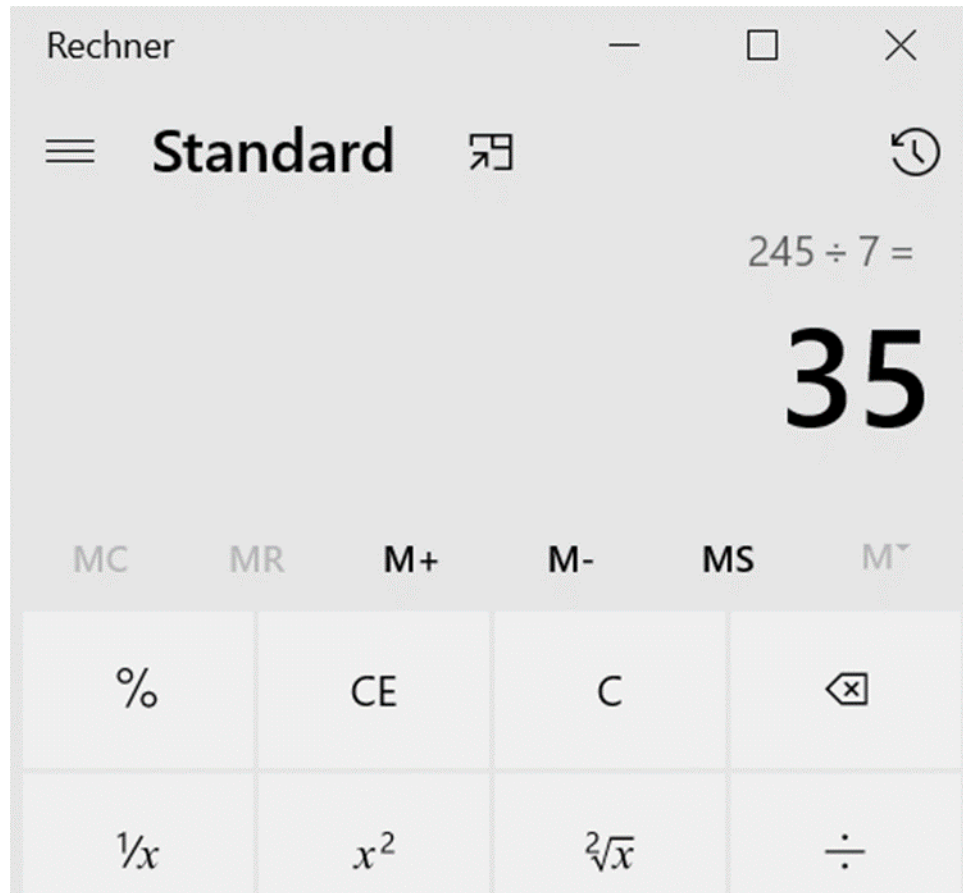 Rechner
Standard
245 ÷ 7 =
35
MC MR M+ M- MS M
% CE C
¹⁄x x² ²√x ÷